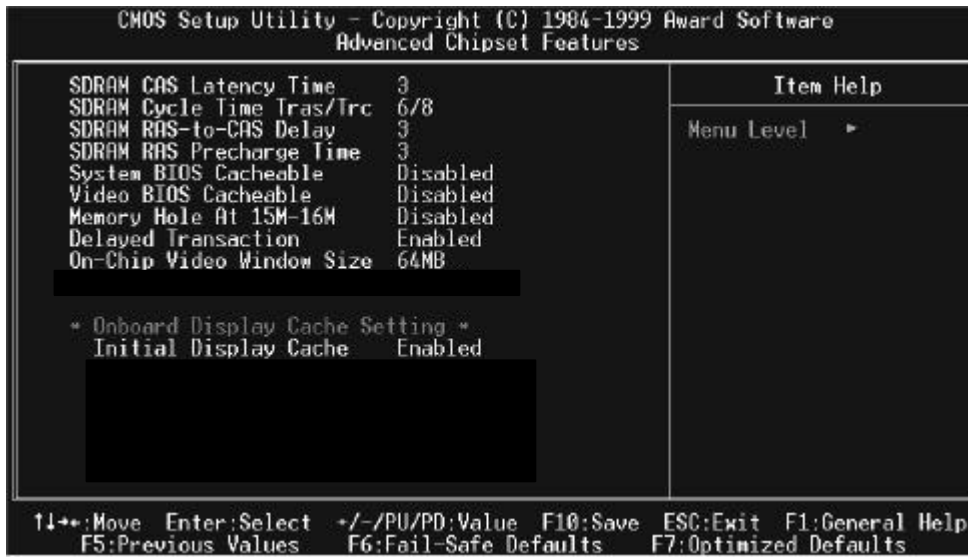 CMOS Setup Utility - Copyright (C) 1984-1999 Award Software
Advanced Chipset Features
SDRAM CAS Latency Time 3
SDRAM Cycle Time Tras/Trc 6/8
SDRAM RAS-to-CAS Delay 3
SDRAM RAS Precharge Time 3
System BIOS Cacheable Disabled
Video BIOS Cacheable Disabled
Memory Hole At 15M-16M Disabled
Delayed Transaction Enabled
On-Chip Video Window Size 64MB
* Onboard Display Cache Setting *
Initial Display Cache Enabled
Item Help
Menu Level ►
↑↓→←:Move Enter:Select +/-/PU/PD:Value F10:Save ESC:Exit F1:General Help
F5:Previous Values F6:Fail-Safe Defaults F7:Optimized Defaults